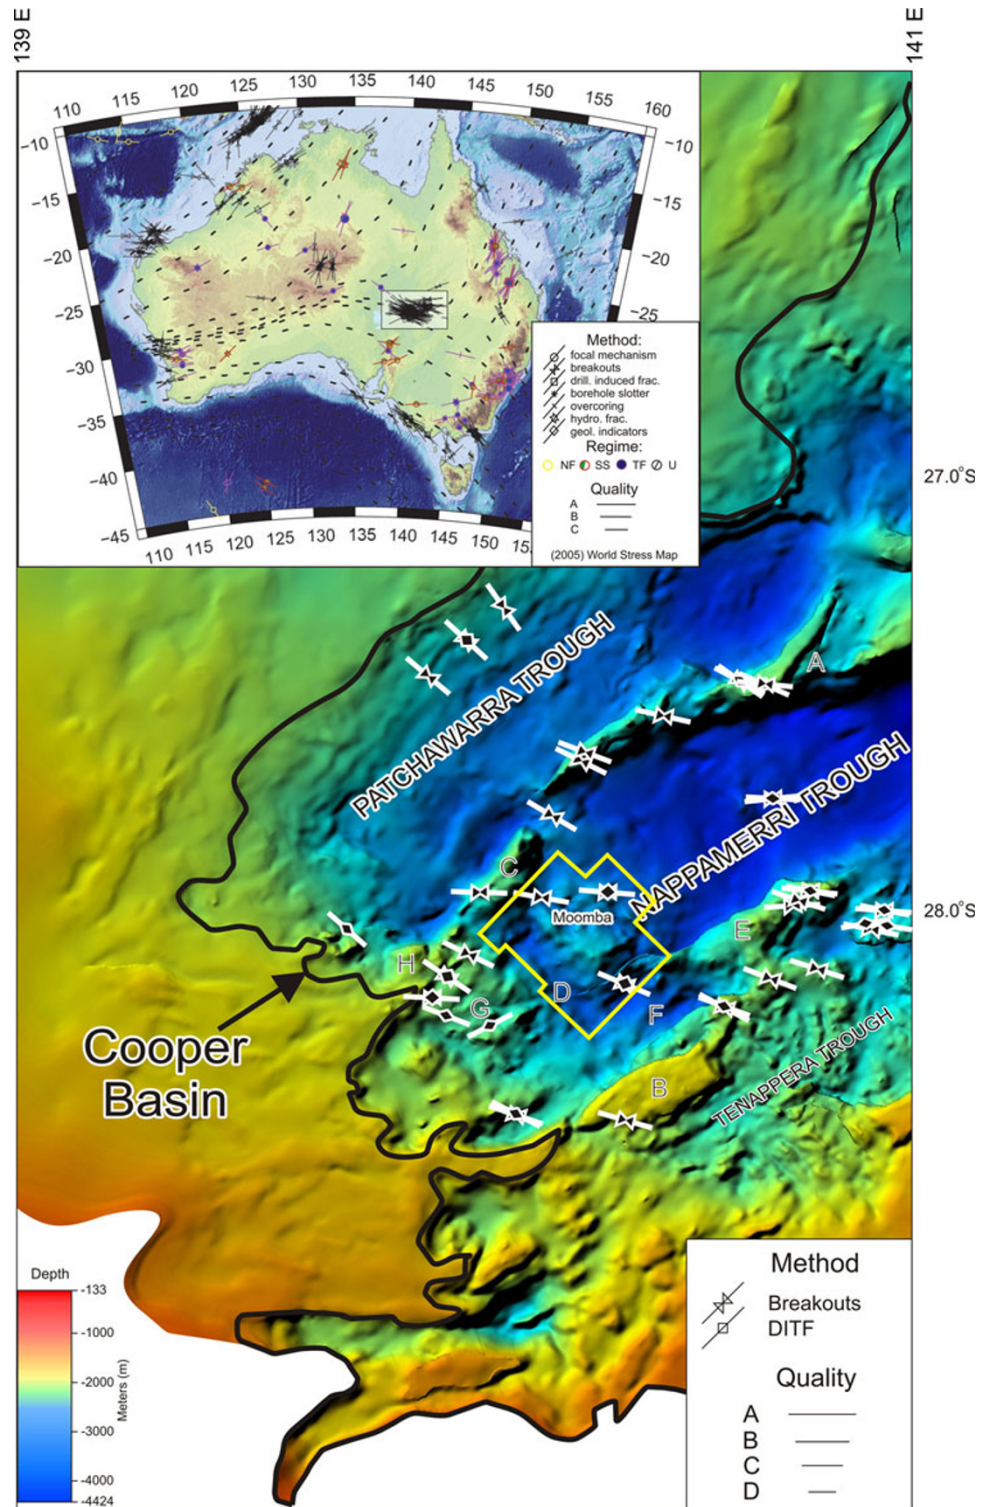 139 E
141 E
110 115 120 125 130 135 140 145 150 155 160
−10
−15
−20
−25
−30
−35
−40
−45
−10
−15
−20
−25
−30
110 115 120 125 130 135 140 145 150
Method:
focal mechanism
breakouts
drill. induced frac.
borehole slotter
overcoring
hydro. frac.
geol. indicators
Regime:
NF SS TF U
Quality
A
B
C
(2005) World Stress Map
27.0°S
PATCHAWARRA TROUGH
A
NAPPAMERRI TROUGH
C
Moomba
28.0°S
E
H
D
G
F
Cooper
Basin
B
TENAPPERA TROUGH
Depth
-133
-1000
-2000
-3000
-4000
-4424
Meters (m)
Method
Breakouts
DITF
Quality
A
B
C
D